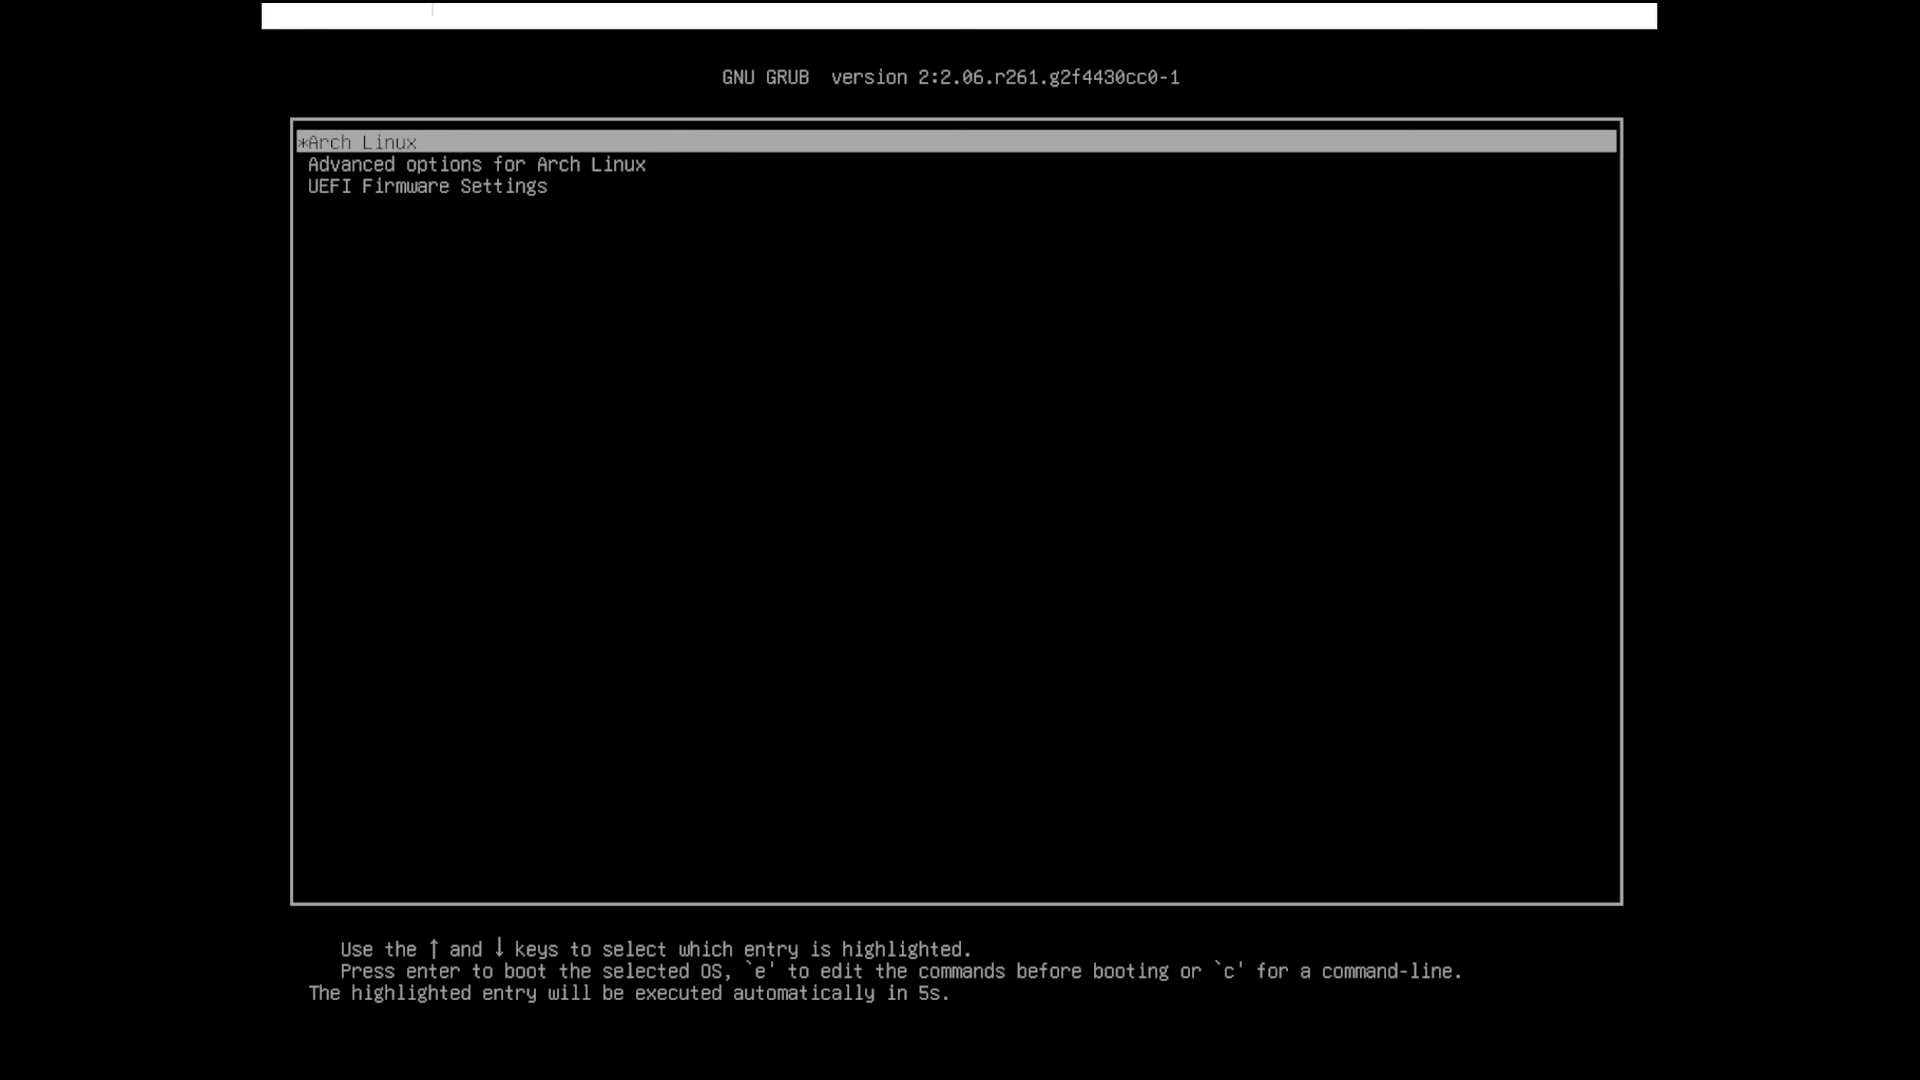 GNU GRUB  version 2:2.06.r261.g2f4430cc0-1
*Arch Linux
Advanced options for Arch Linux
UEFI Firmware Settings
Use the ↑ and ↓ keys to select which entry is highlighted.
Press enter to boot the selected OS, `e' to edit the commands before booting or `c' for a command-line.
The highlighted entry will be executed automatically in 5s.